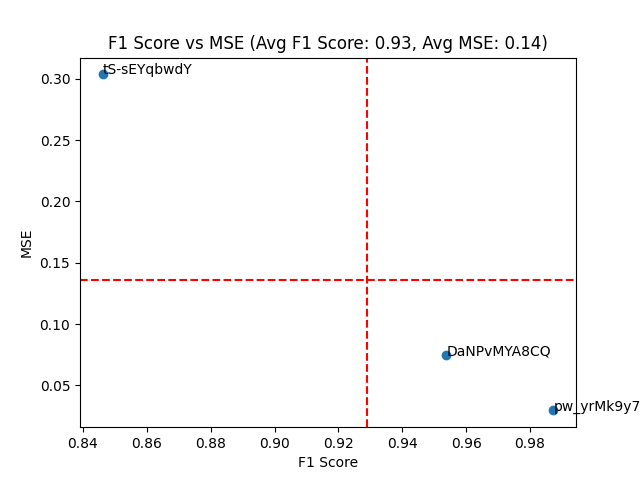 F1 Score vs MSE (Avg F1 Score: 0.93, Avg MSE: 0.14)
tS-sEYqbwdY
0.30
0.25
0.20
MSE
0.15
0.10
DaNPvMYA8CQ
0.05
pw_yrMk9y7
0.84 0.86 0.88 0.90 0.92 0.94 0.96 0.98
F1 Score